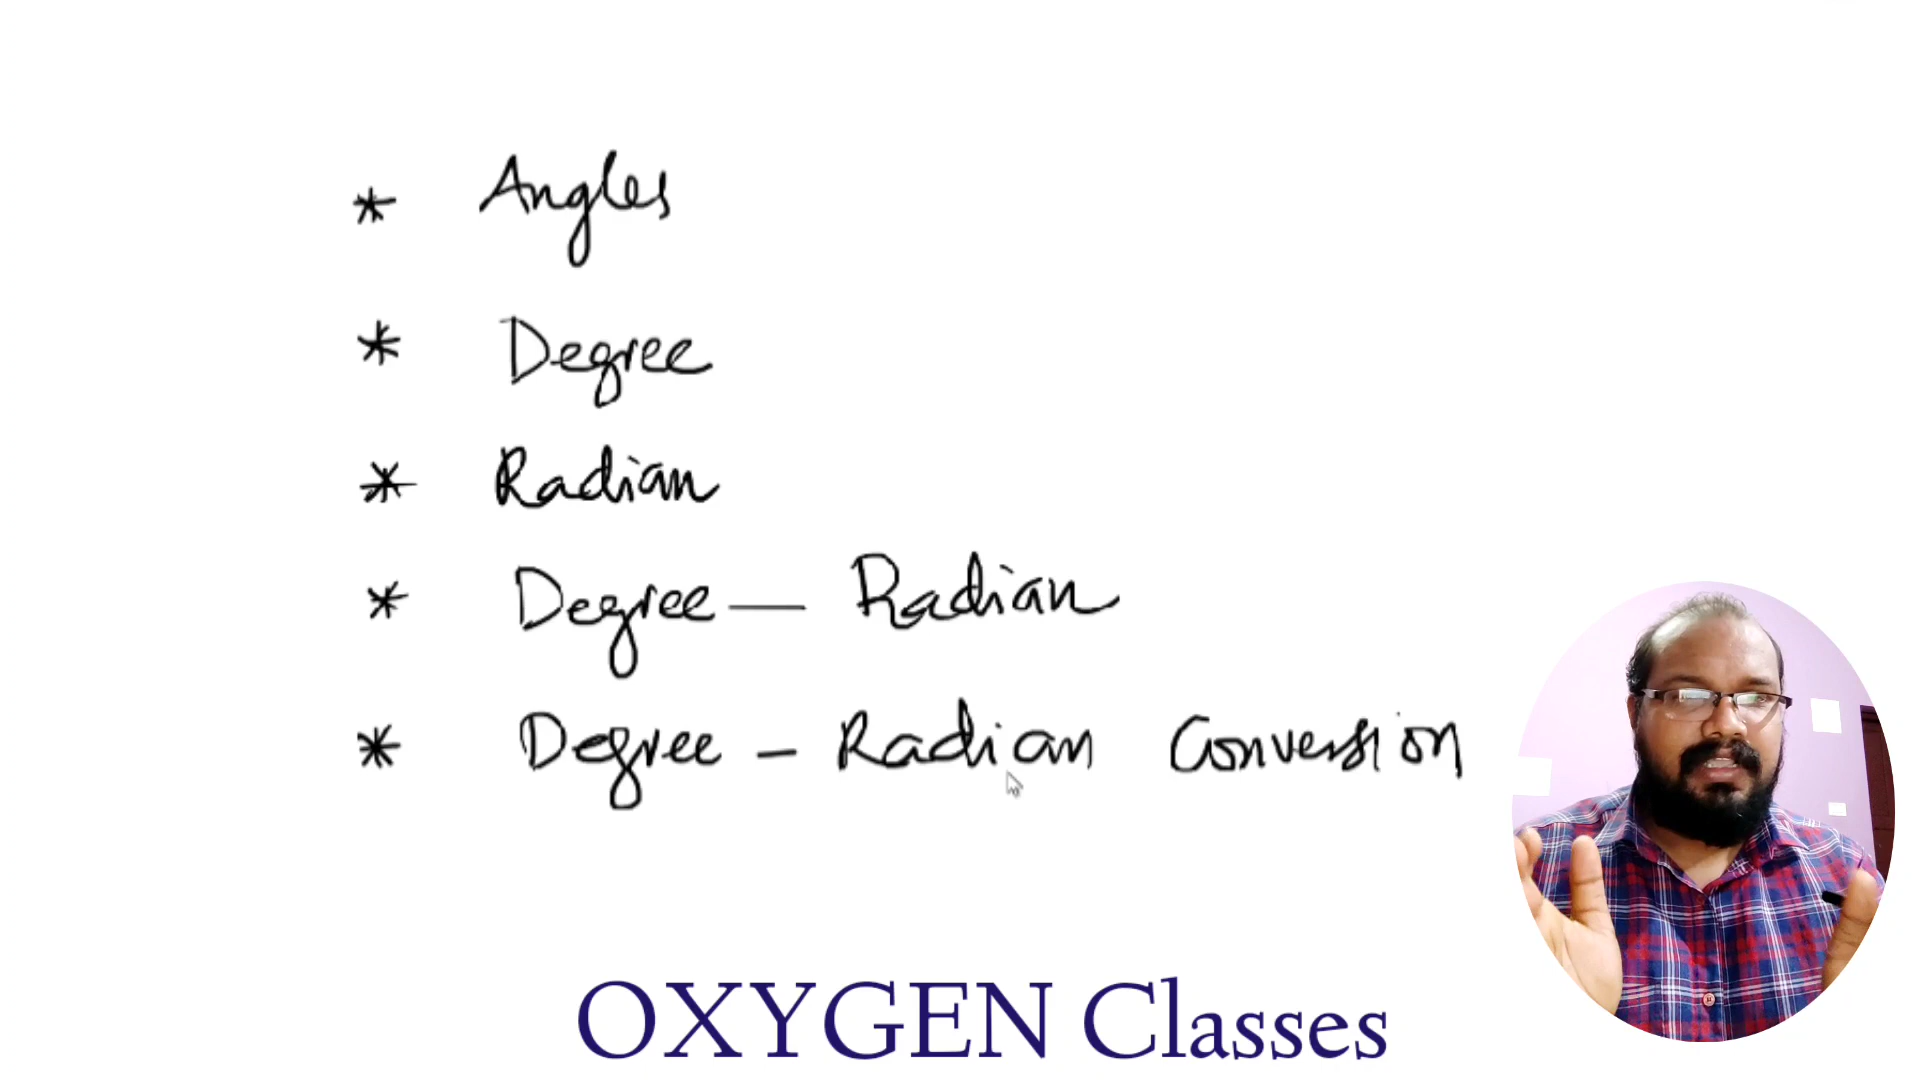 * Angles
* Degree
* Radian
* Degree — Radian
* Degree - Radian Conversion
OXYGEN Classes